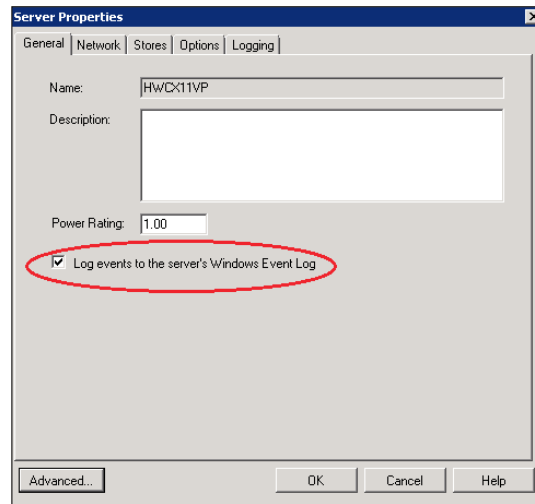 Server Properties
General Network Stores Options Logging
Name: HWCX11VP
Description:
Power Rating: 1.00
Log events to the server's Windows Event Log
Advanced... OK Cancel Help